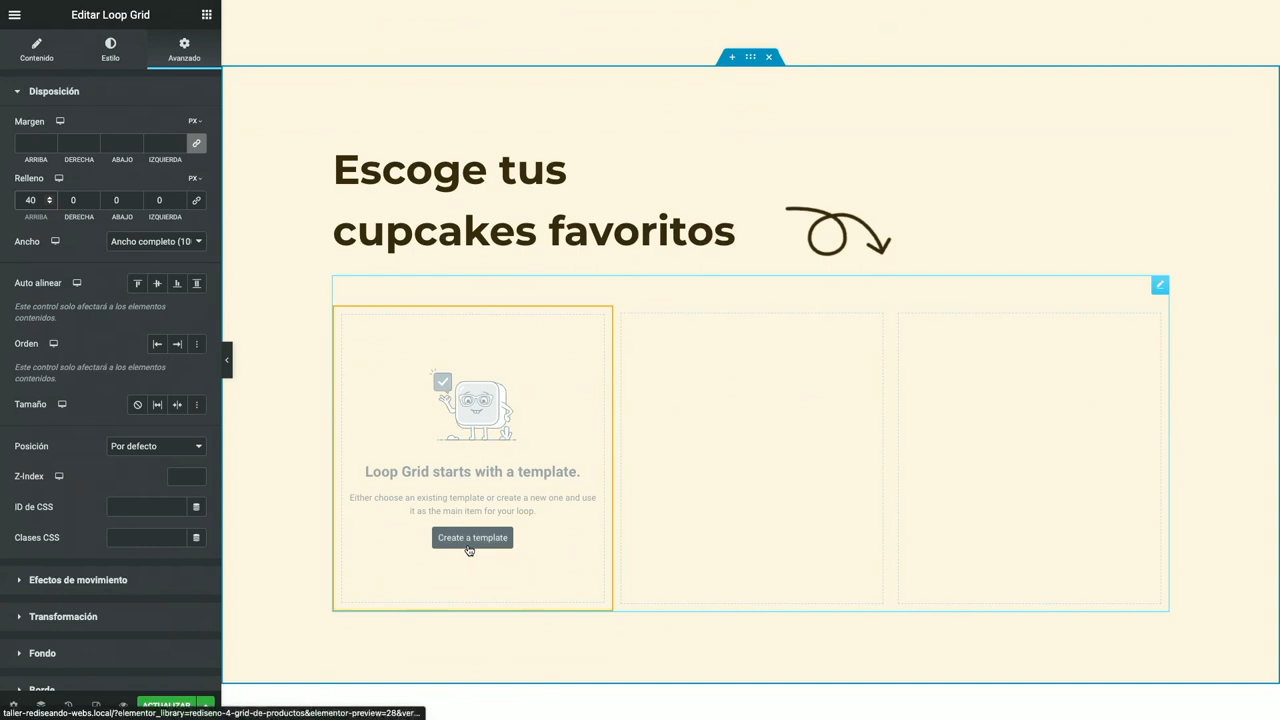 Editar Loop Grid
Contenido
Estilo
Avanzado
Disposición
Margen
PX
ARRIBA DERECHA ABAJO IZQUIERDA
Relleno
PX
40 0 0 0
ARRIBA DERECHA ABAJO IZQUIERDA
Ancho
Ancho completo (10
Auto alinear
Este control solo afectará a los elementos
contenidos.
Orden
Este control solo afectará a los elementos
contenidos.
Tamaño
Posición
Por defecto
Z-Index
ID de CSS
Clases CSS
Efectos de movimiento
Transformación
Fondo
Borde
ACTUALIZAR
taller-rediseando-webs.local/?elementor_library=rediseno-4-grid-de-productos&elementor-preview=28&ver...
Escoge tus
cupcakes favoritos
Loop Grid starts with a template.
Either choose an existing template or create a new one and use
it as the main item for your loop.
Create a template